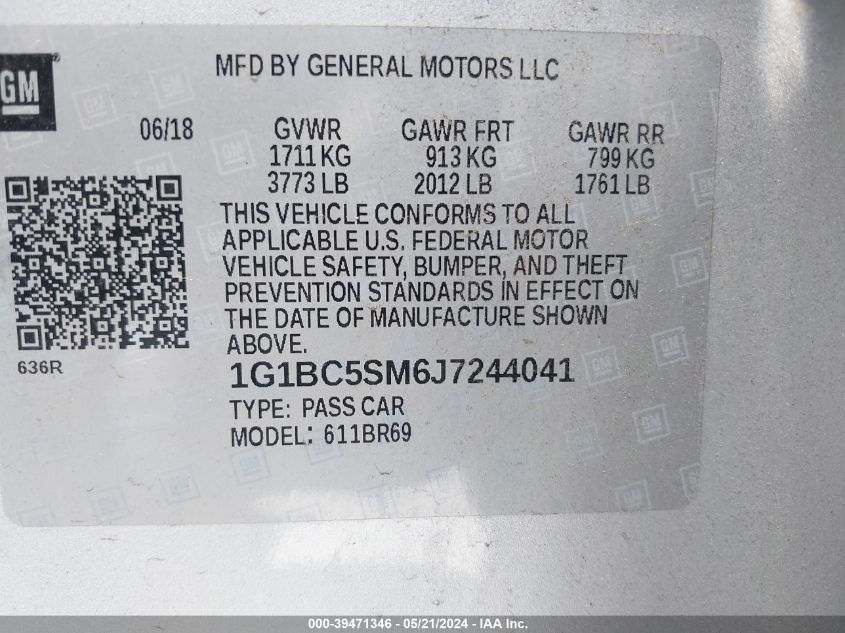 GM
MFD BY GENERAL MOTORS LLC
06/18 GVWR GAWR FRT GAWR RR
1711 KG 913 KG 799 KG
3773 LB 2012 LB 1761 LB
THIS VEHICLE CONFORMS TO ALL
APPLICABLE U.S. FEDERAL MOTOR
VEHICLE SAFETY, BUMPER, AND THEFT
PREVENTION STANDARDS IN EFFECT ON
THE DATE OF MANUFACTURE SHOWN
ABOVE.
636R
1G1BC5SM6J7244041
TYPE: PASS CAR
MODEL: 611BR69
000-39471346 - 05/21/2024 - IAA Inc.